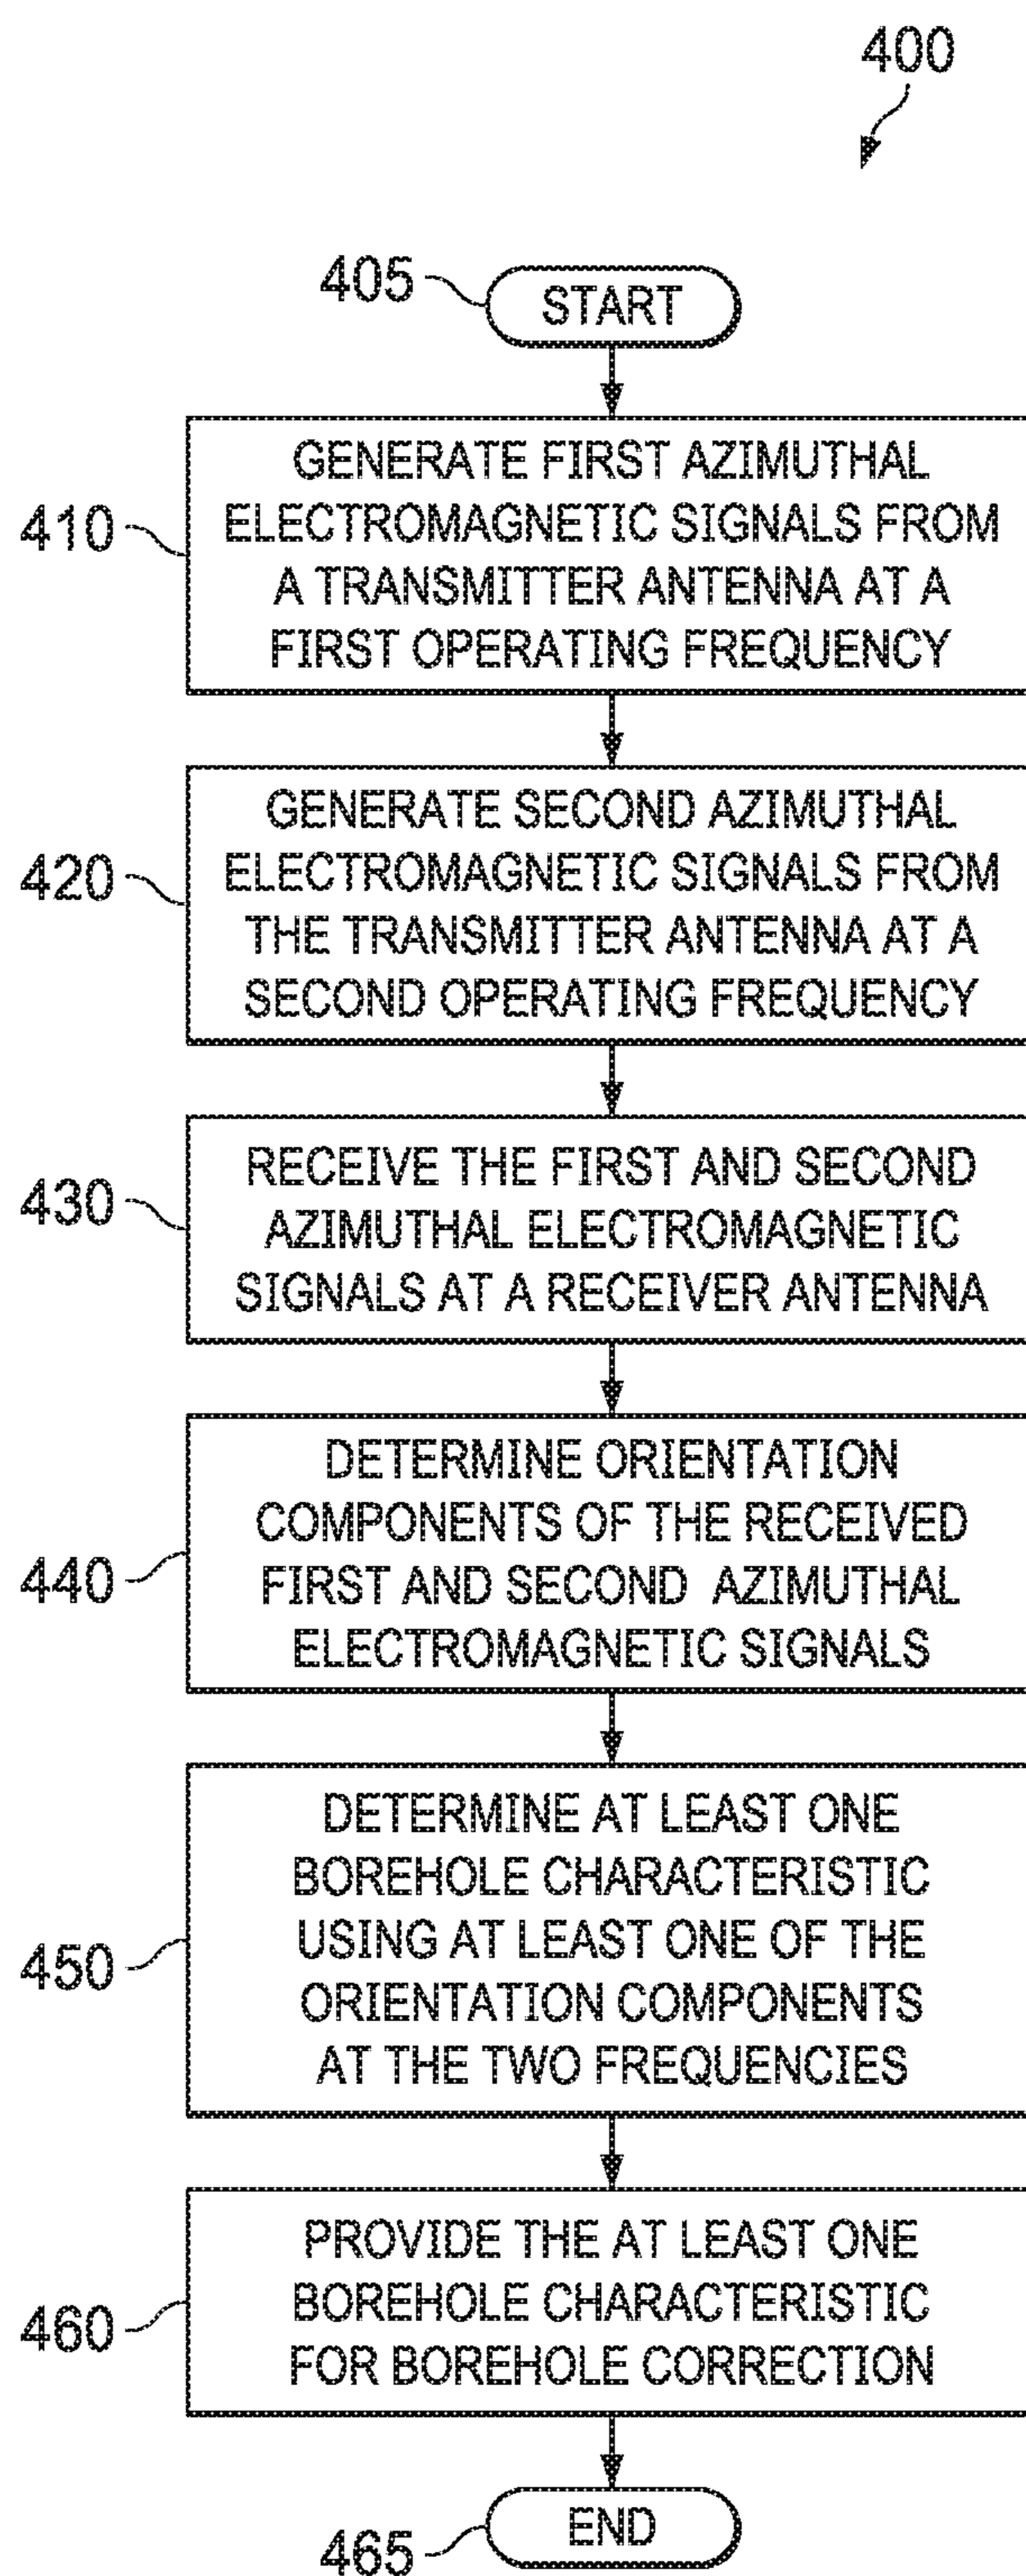 400
405
START
410
GENERATE FIRST AZIMUTHAL
ELECTROMAGNETIC SIGNALS FROM
A TRANSMITTER ANTENNA AT A
FIRST OPERATING FREQUENCY
420
GENERATE SECOND AZIMUTHAL
ELECTROMAGNETIC SIGNALS FROM
THE TRANSMITTER ANTENNA AT A
SECOND OPERATING FREQUENCY
430
RECEIVE THE FIRST AND SECOND
AZIMUTHAL ELECTROMAGNETIC
SIGNALS AT A RECEIVER ANTENNA
440
DETERMINE ORIENTATION
COMPONENTS OF THE RECEIVED
FIRST AND SECOND AZIMUTHAL
ELECTROMAGNETIC SIGNALS
450
DETERMINE AT LEAST ONE
BOREHOLE CHARACTERISTIC
USING AT LEAST ONE OF THE
ORIENTATION COMPONENTS
AT THE TWO FREQUENCIES
460
PROVIDE THE AT LEAST ONE
BOREHOLE CHARACTERISTIC
FOR BOREHOLE CORRECTION
465
END